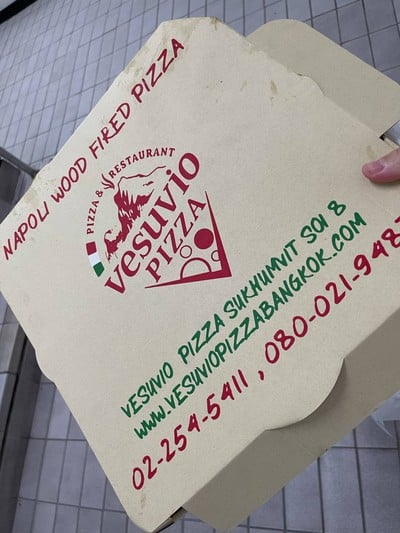 NAPOLI WOOD FIRED PIZZA
PIZZA & RESTAURANT
vesuvio
PIZZA
VESUVIO PIZZA SUKHUMVIT SOI 8
WWW.VESUVIOPIZZABANGKOK.COM
02-254-5411, 080-021-948